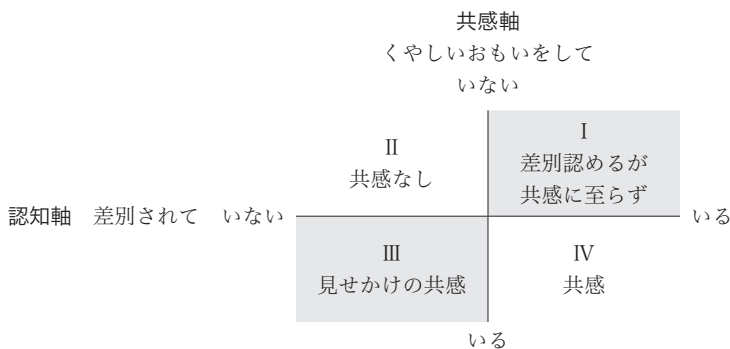 共感軸
くやしいおもいをして
いない
Ⅰ
差別認めるが
共感に至らず
Ⅱ
共感なし
認知軸 差別されて いない
いる
Ⅲ
見せかけの共感
Ⅳ
共感
いる